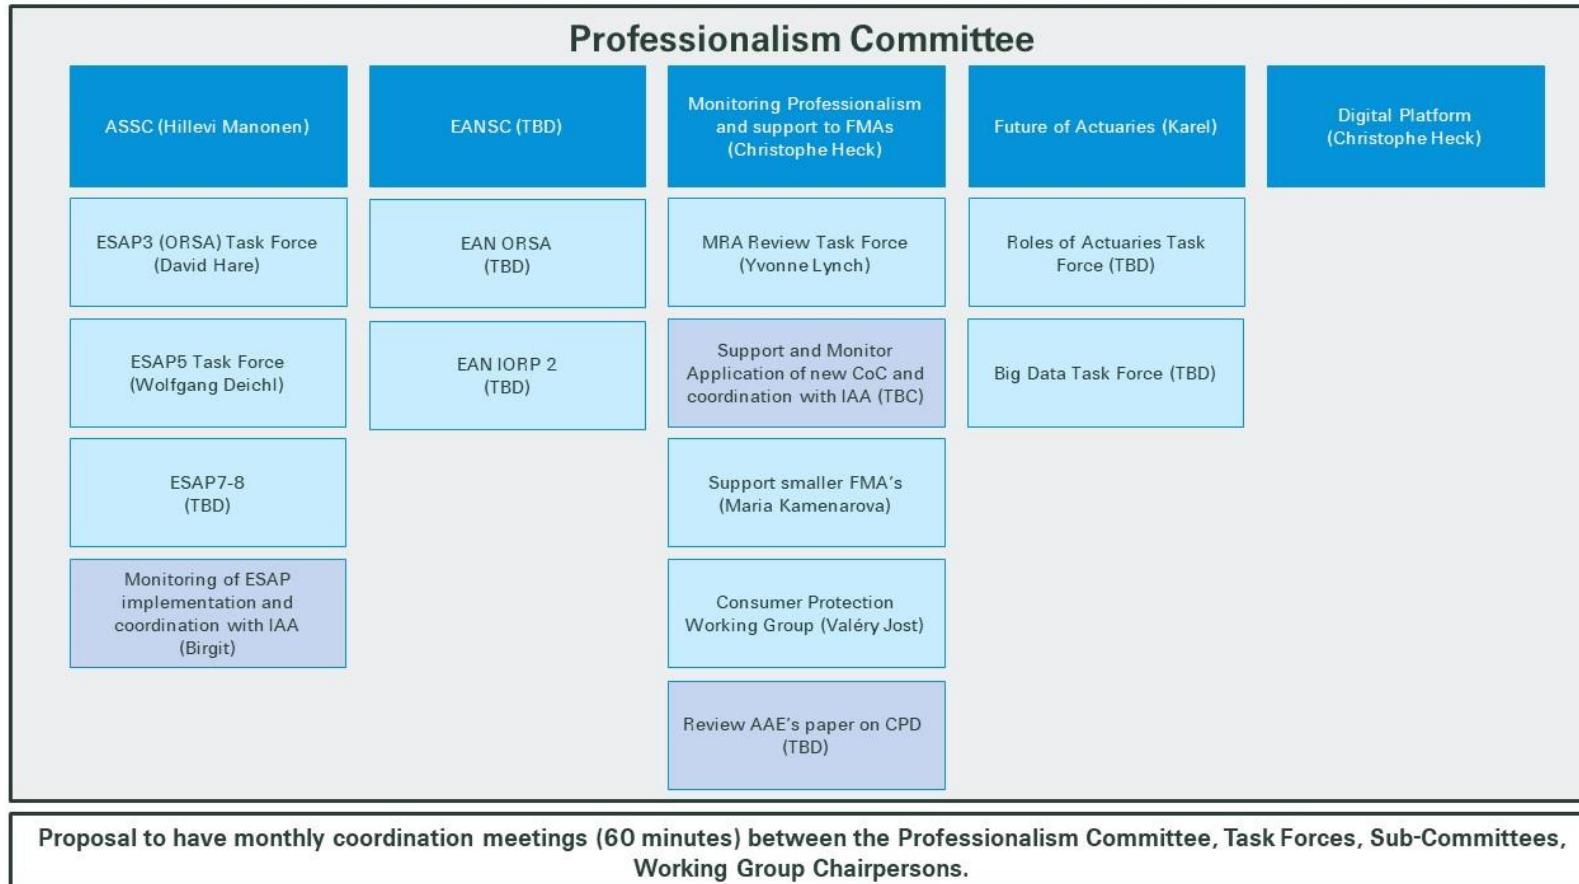 Professionalism Committee
ASSC (Hillevi Manonen)
EANSC (TBD)
Monitoring Professionalism
and support to FMAs
(Christophe Heck)
Future of Actuaries (Karel)
Digital Platform
(Christophe Heck)
ESAP3 (ORSA) Task Force
(David Hare)
EAN ORSA
(TBD)
MRA Review Task Force
(Yvonne Lynch)
Roles of Actuaries Task
Force (TBD)
ESAP5 Task Force
(Wolfgang Deichl)
EAN IORP 2
(TBD)
Support and Monitor
Application of new CoC and
coordination with IAA (TBC)
Big Data Task Force (TBD)
ESAP7-8
(TBD)
Support smaller FMA's
(Maria Kamenarova)
Monitoring of ESAP
implementation and
coordination with IAA
(Birgit)
Consumer Protection
Working Group (Valéry Jost)
Review AAE's paper on CPD
(TBD)
Proposal to have monthly coordination meetings (60 minutes) between the Professionalism Committee, Task Forces, Sub-Committees,
Working Group Chairpersons.